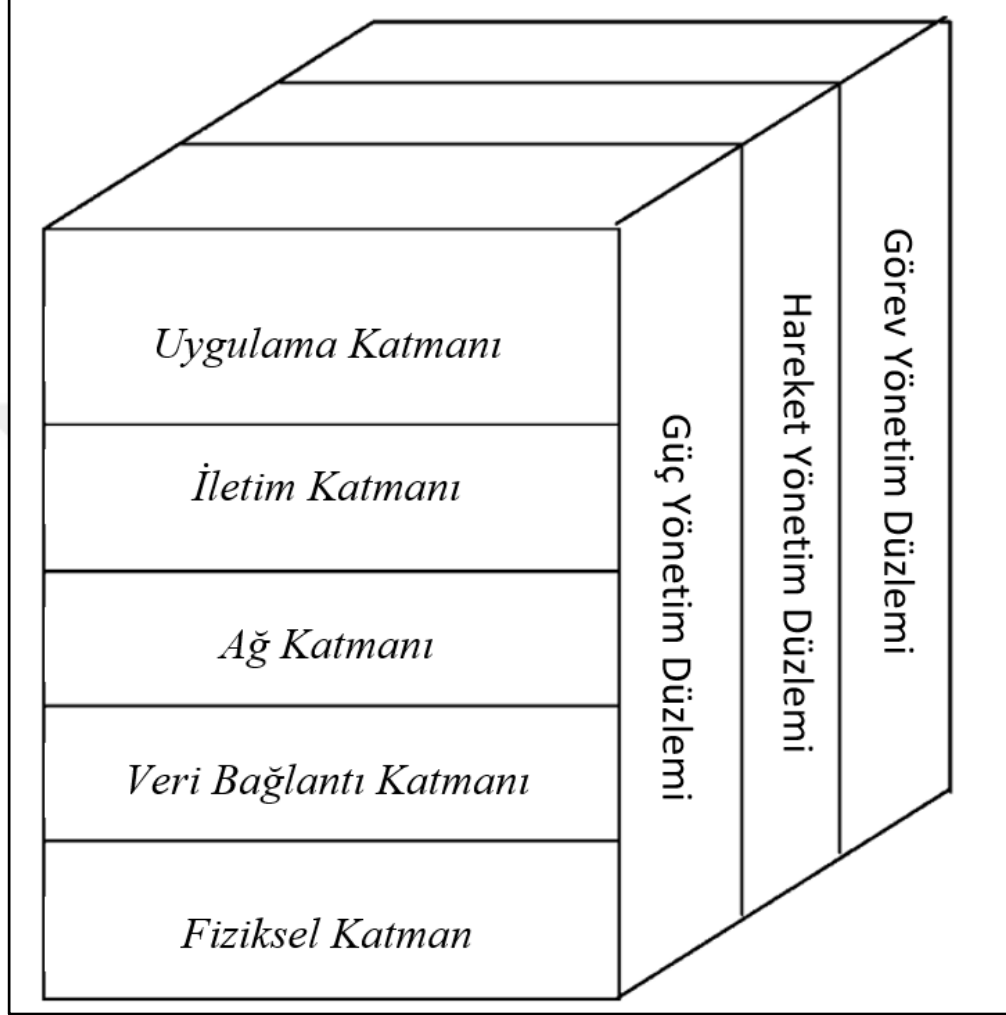 Uygulama Katmanı
İletim Katmanı
Ağ Katmanı
Veri Bağlantı Katmanı
Fiziksel Katman
Güç Yönetim Düzlemi
Hareket Yönetim Düzlemi
Görev Yönetim Düzlemi